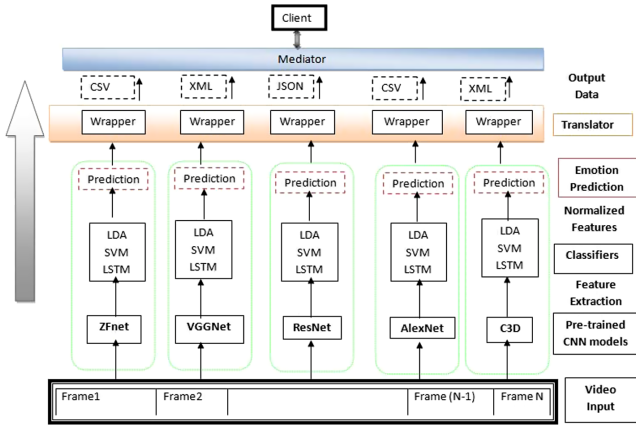 Client
Mediator
CSV XML JSON CSV XML
Output
Data
Wrapper Wrapper Wrapper Wrapper Wrapper
Translator
Prediction Prediction Prediction Prediction Prediction
Emotion
Prediction
Normalized
Features
LDA LDA LDA LDA LDA
SVM SVM SVM SVM SVM
LSTM LSTM LSTM LSTM LSTM
Classifiers
Feature
Extraction
ZFnet VGGNet ResNet AlexNet C3D
Pre-trained
CNN models
Frame1 Frame2 Frame (N-1) Frame N
Video
Input